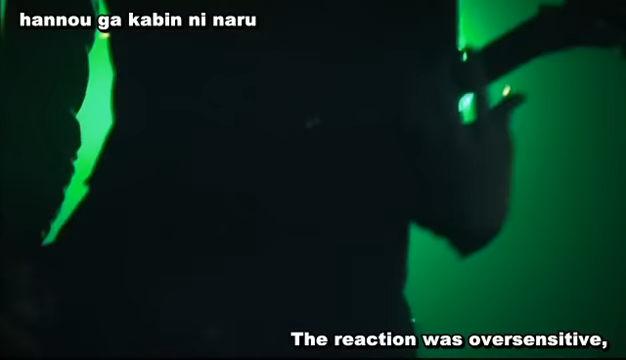 hannou ga kabin ni naru
The reaction was oversensitive,